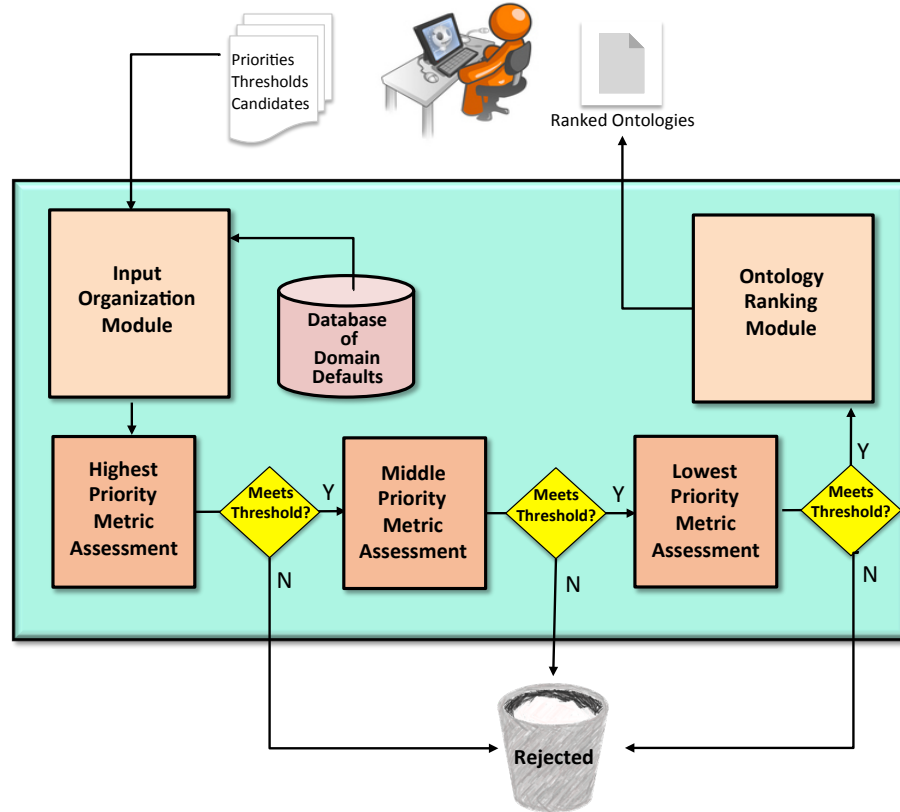 Priorities
Thresholds
Candidates
Ranked Ontologies
Input
Organization
Module
Database
of
Domain
Defaults
Ontology
Ranking
Module
Highest
Priority
Metric
Assessment
Meets
Threshold?
Y
N
Middle
Priority
Metric
Assessment
Meets
Threshold?
Y
N
Lowest
Priority
Metric
Assessment
Meets
Threshold?
Y
N
Rejected